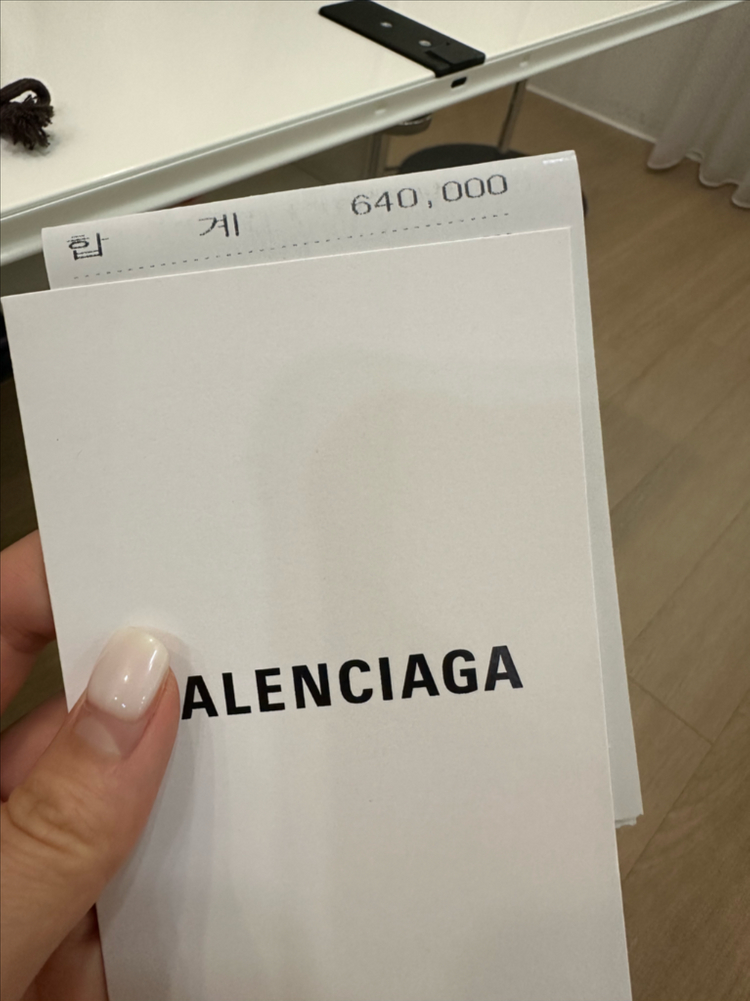 합 계 640,000
ALENCIAGA